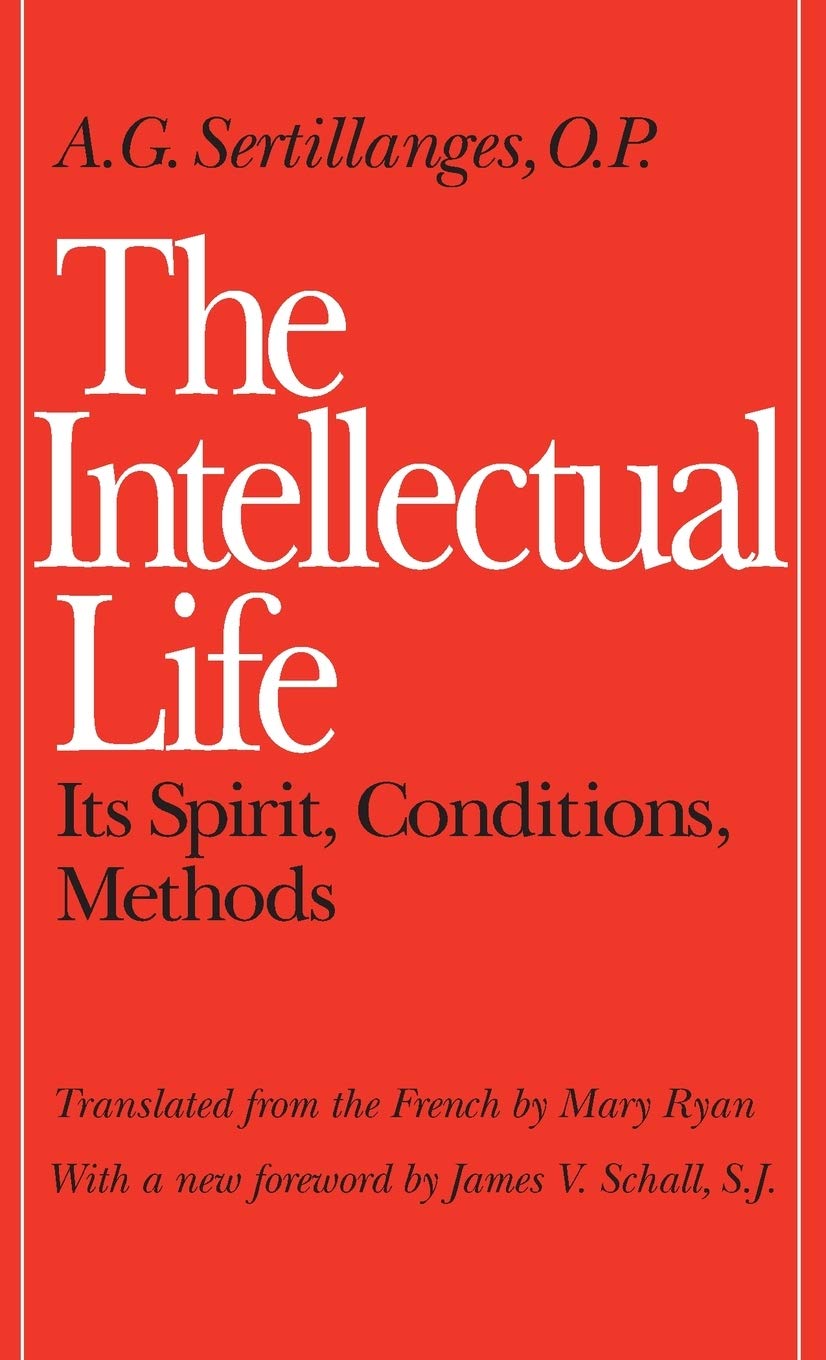 A.G. Sertillanges, O.P.
The
Intellectual
Life
Its Spirit, Conditions,
Methods
Translated from the French by Mary Ryan
With a new foreword by James V. Schall, S.J.